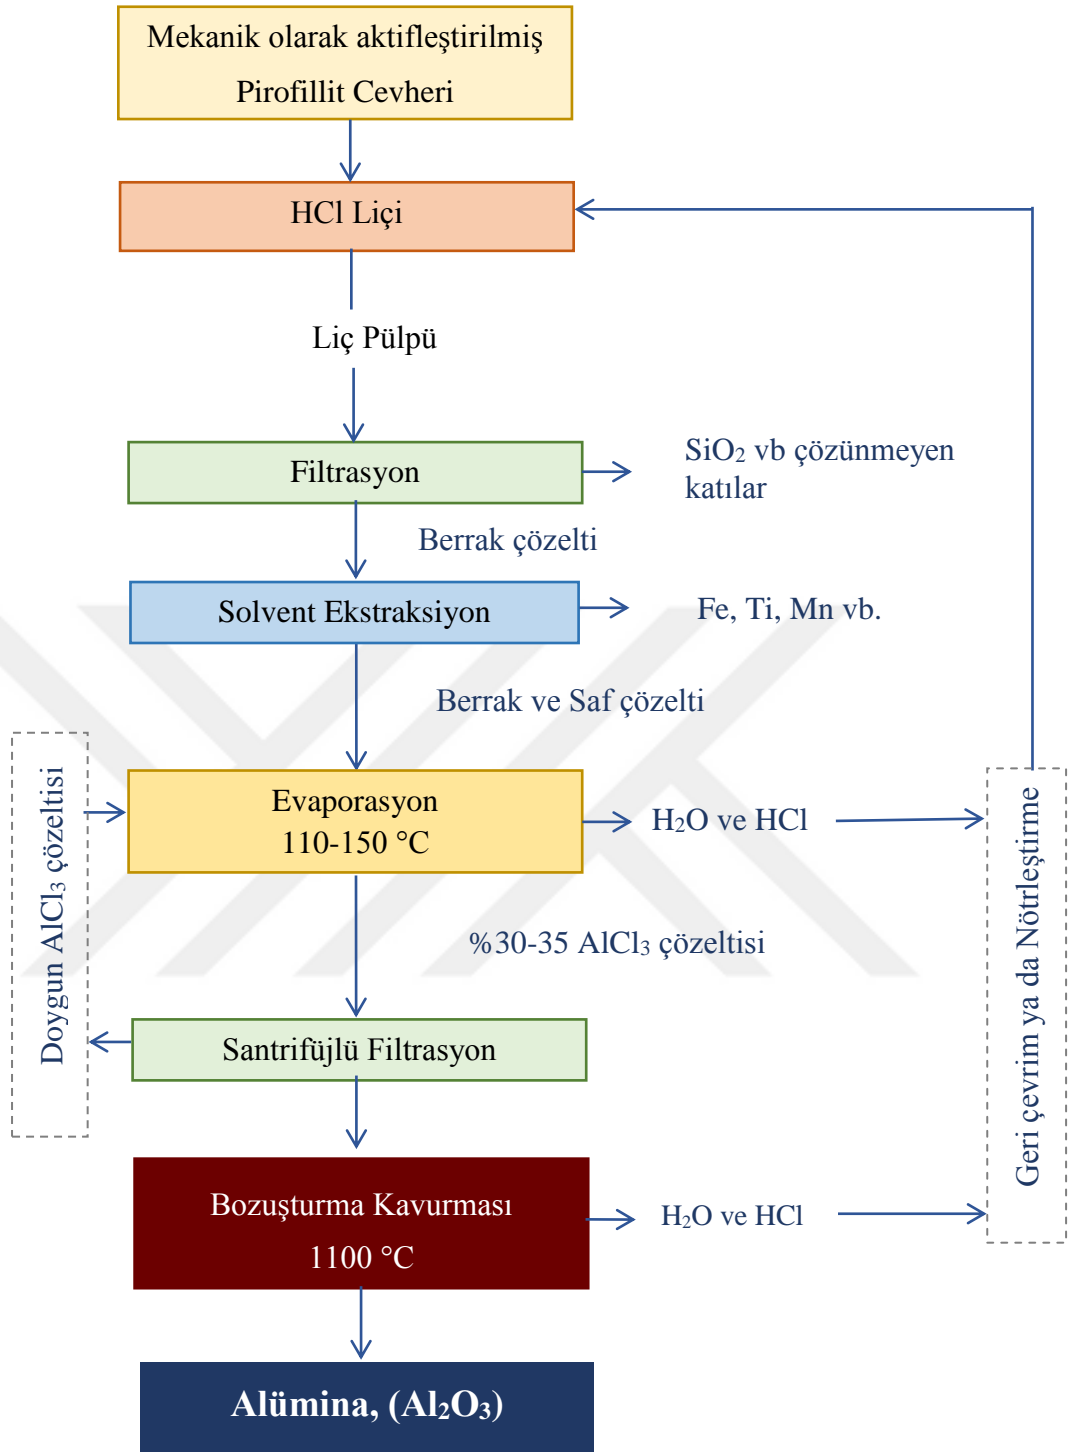 Mekanik olarak aktifleştirilmiş
Pirofillit Cevheri
HCl Liçi
Liç Pülpü
Filtrasyon
SiO₂ vb çözünmeyen
katılar
Berrak çözelti
Solvent Ekstraksiyon
Fe, Ti, Mn vb.
Berrak ve Saf çözelti
Doygun AlCl₃ çözeltisi
Evaporasyon
110-150 °C
H₂O ve HCl
Geri çevrim ya da Nötrleştirme
%30-35 AlCl₃ çözeltisi
Santrifüjlü Filtrasyon
Bozuşturma Kavurması
1100 °C
H₂O ve HCl
Alümina, (Al₂O₃)